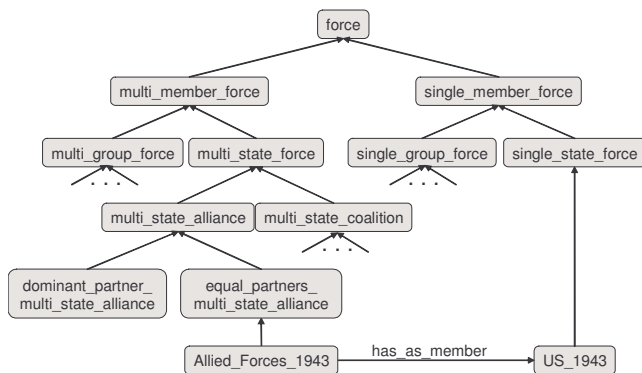 force
multi_member_force
single_member_force
multi_group_force
multi_state_force
single_group_force
single_state_force
. . .
. . .
multi_state_alliance
multi_state_coalition
. . .
dominant_partner_
multi_state_alliance
equal_partners_
multi_state_alliance
has_as_member
Allied_Forces_1943
US_1943